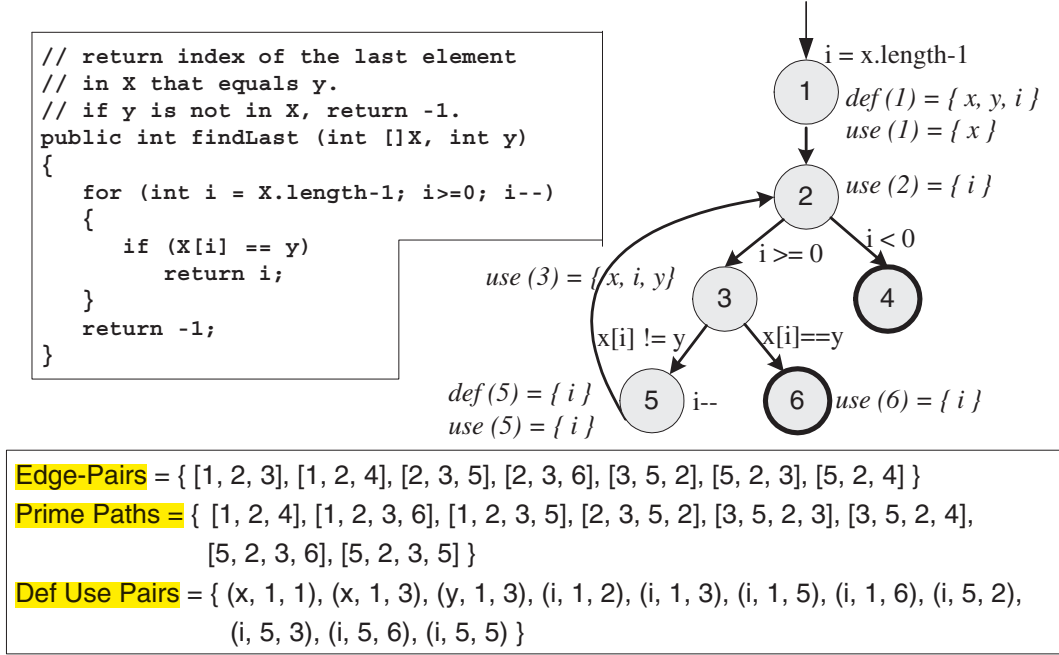 // return index of the last element
// in X that equals y.
// if y is not in X, return -1.
public int findLast (int []X, int y)
{
for (int i = X.length-1; i>=0; i--)
{
if (X[i] == y)
return i;
}
return -1;
}
i = x.length-1
1
def (1) = { x, y, i }
use (1) = { x }
2
use (2) = { i }
i >= 0
i < 0
use (3) = { x, i, y}
3
4
x[i] != y
x[i]==y
def (5) = { i }
use (5) = { i }
5
i--
6
use (6) = { i }
Edge-Pairs = { [1, 2, 3], [1, 2, 4], [2, 3, 5], [2, 3, 6], [3, 5, 2], [5, 2, 3], [5, 2, 4] }
Prime Paths = { [1, 2, 4], [1, 2, 3, 6], [1, 2, 3, 5], [2, 3, 5, 2], [3, 5, 2, 3], [3, 5, 2, 4],
[5, 2, 3, 6], [5, 2, 3, 5] }
Def Use Pairs = { (x, 1, 1), (x, 1, 3), (y, 1, 3), (i, 1, 2), (i, 1, 3), (i, 1, 5), (i, 1, 6), (i, 5, 2),
(i, 5, 3), (i, 5, 6), (i, 5, 5) }